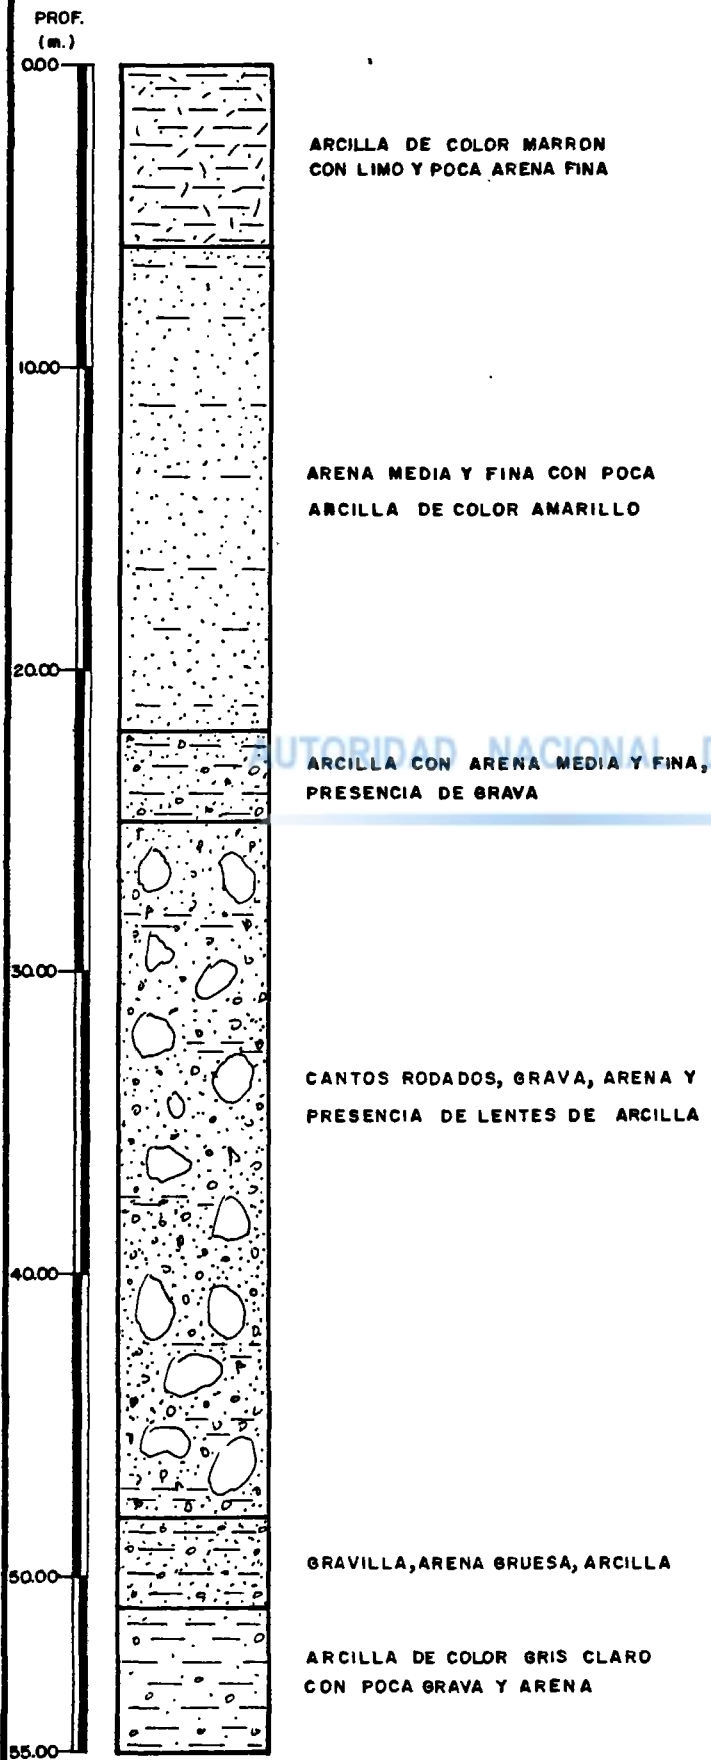 PROF.
(m.)
0.00
ARCILLA DE COLOR MARRON
CON LIMO Y POCA ARENA FINA
10.00
ARENA MEDIA Y FINA CON POCA
ARCILLA DE COLOR AMARILLO
20.00
AUTORIDAD NACIONAL D
ARCILLA CON ARENA MEDIA Y FINA,
PRESENCIA DE GRAVA
30.00
CANTOS RODADOS, GRAVA, ARENA Y
PRESENCIA DE LENTES DE ARCILLA
40.00
GRAVILLA, ARENA GRUESA, ARCILLA
50.00
ARCILLA DE COLOR GRIS CLARO
CON POCA GRAVA Y ARENA
55.00